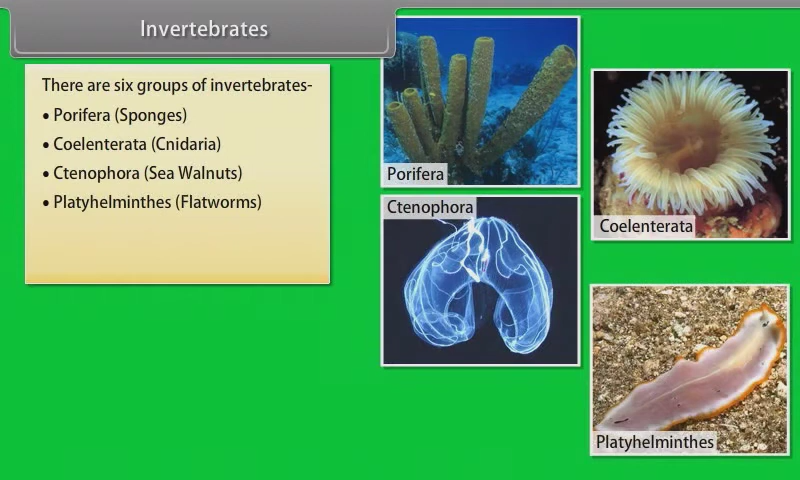 Invertebrates
There are six groups of invertebrates-
• Porifera (Sponges)
• Coelenterata (Cnidaria)
• Ctenophora (Sea Walnuts)
• Platyhelminthes (Flatworms)
Porifera
Coelenterata
Ctenophora
Platyhelminthes